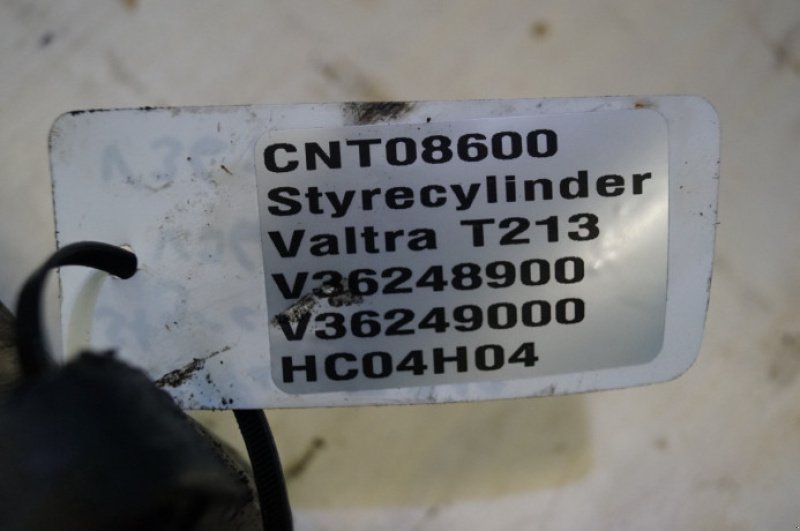 CNT08600
Styrecylinder
Valtra T213
V36248900
V36249000
HC04H04